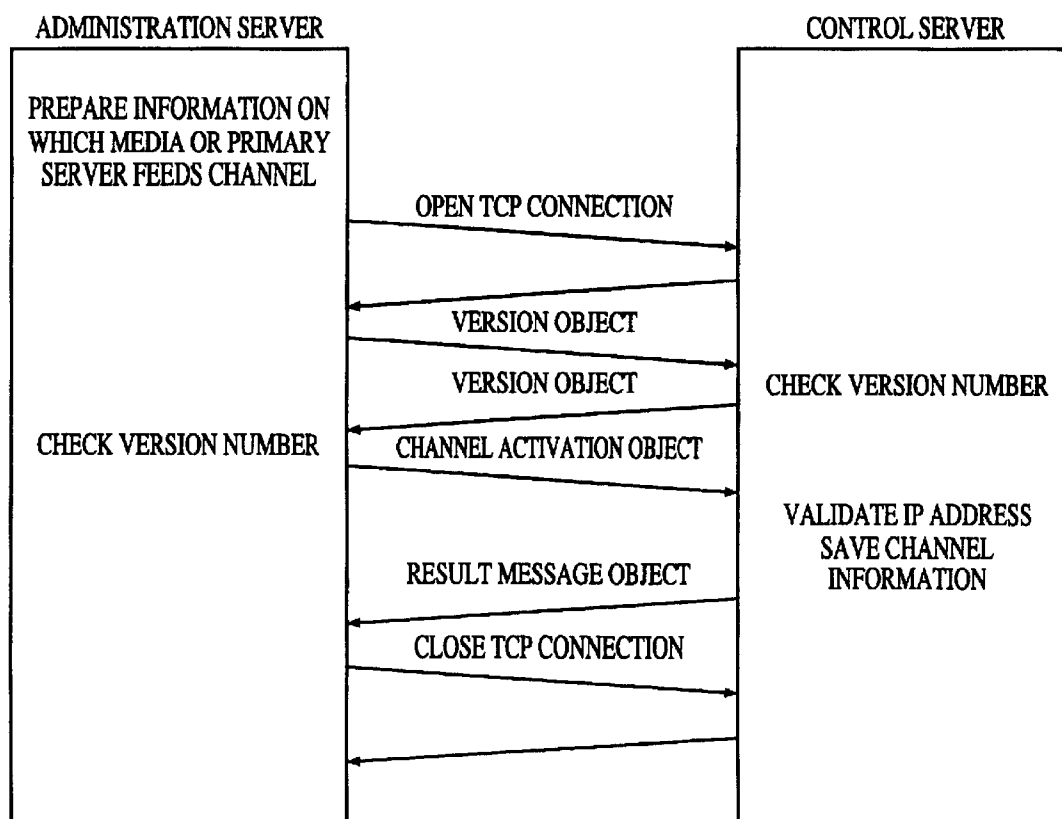 ADMINISTRATION SERVER
CONTROL SERVER
PREPARE INFORMATION ON
WHICH MEDIA OR PRIMARY
SERVER FEEDS CHANNEL
OPEN TCP CONNECTION
VERSION OBJECT
VERSION OBJECT
CHECK VERSION NUMBER
CHECK VERSION NUMBER
CHANNEL ACTIVATION OBJECT
VALIDATE IP ADDRESS
SAVE CHANNEL
INFORMATION
RESULT MESSAGE OBJECT
CLOSE TCP CONNECTION